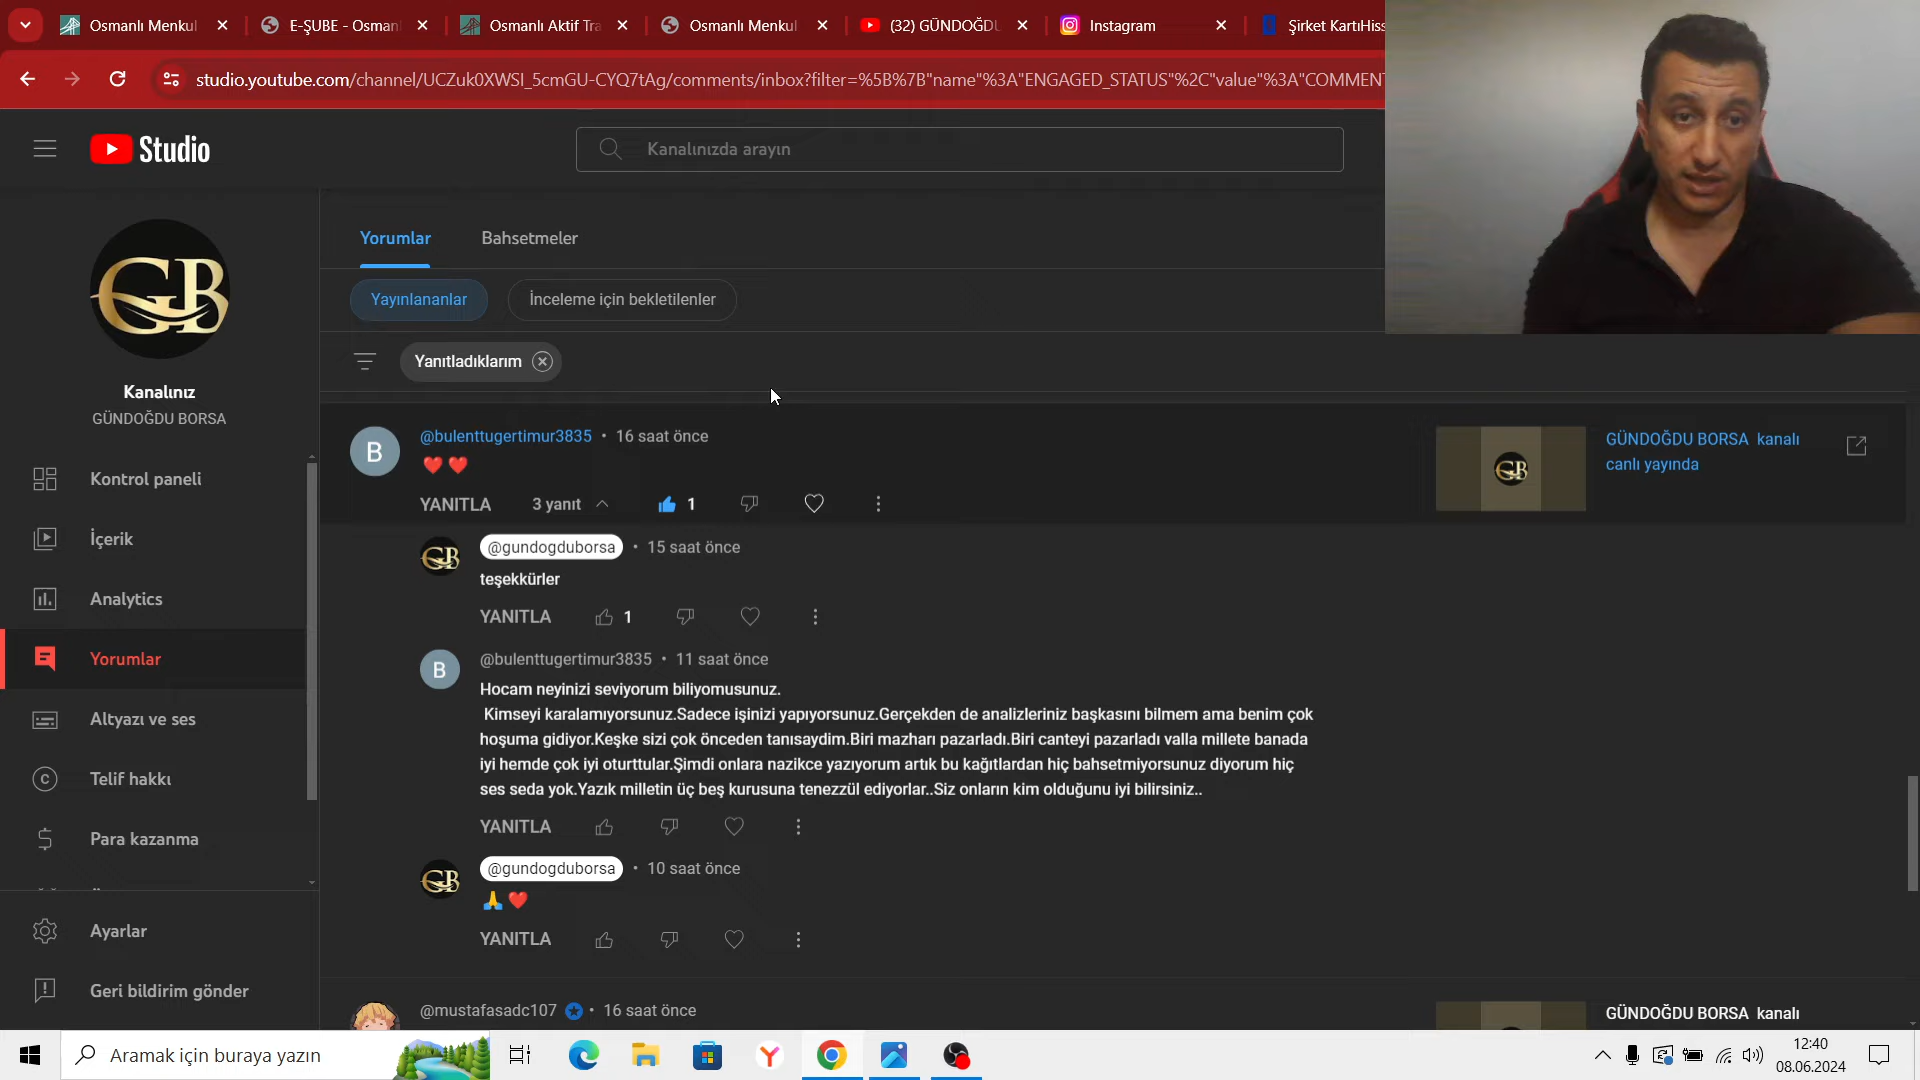 Osmanlı Menkul
E-ŞUBE - Osmanl
Osmanlı Aktif Tra
Osmanlı Menkul
(32) GÜNDOĞDU
Instagram
Şirket KartıHiss
studio.youtube.com/channel/UCZuk0XWSI_5cmGU-CYQ7tAg/comments/inbox?filter=%5B%7B"name"%3A"ENGAGED_STATUS"%2C"value"%3A"COMMENT
Studio
Kanalınızda arayın
GB
Kanalınız
GÜNDOĞDU BORSA
Kontrol paneli
İçerik
Analytics
Yorumlar
Altyazı ve ses
Telif hakkı
Para kazanma
Ayarlar
Geri bildirim gönder
Yorumlar
Bahsetmeler
Yayınlananlar
İnceleme için bekletilenler
Yanıtladıklarım
B
@bulenttugertimur3835 • 16 saat önce
❤️ ❤️
YANITLA 3 yanıt 1
GB
GÜNDOĞDU BORSA kanalı
canlı yayında
GB
@gundogduborsa • 15 saat önce
teşekkürler
YANITLA 1
B
@bulenttugertimur3835 • 11 saat önce
Hocam neyinizi seviyorum biliyomusunuz.
Kimseyi karalamıyorsunuz.Sadece işinizi yapıyorsunuz.Gerçekden de analizleriniz başkasını bilmem ama benim çok
hoşuma gidiyor.Keşke sizi çok önceden tanısaydim.Biri mazharı pazarladı.Biri canteyi pazarladı valla millete banada
iyi hemde çok iyi oturttular.Şimdi onlara nazikce yazıyorum artık bu kağıtlardan hiç bahsetmiyorsunuz diyorum hiç
ses seda yok.Yazık milletin üç beş kurusuna tenezzül ediyorlar..Siz onların kim olduğunu iyi bilirsiniz..
YANITLA
GB
@gundogduborsa • 10 saat önce
🙏 ❤️
YANITLA
@mustafasadc107 • 16 saat önce
GÜNDOĞDU BORSA kanalı
Aramak için buraya yazın
12:40
08.06.2024